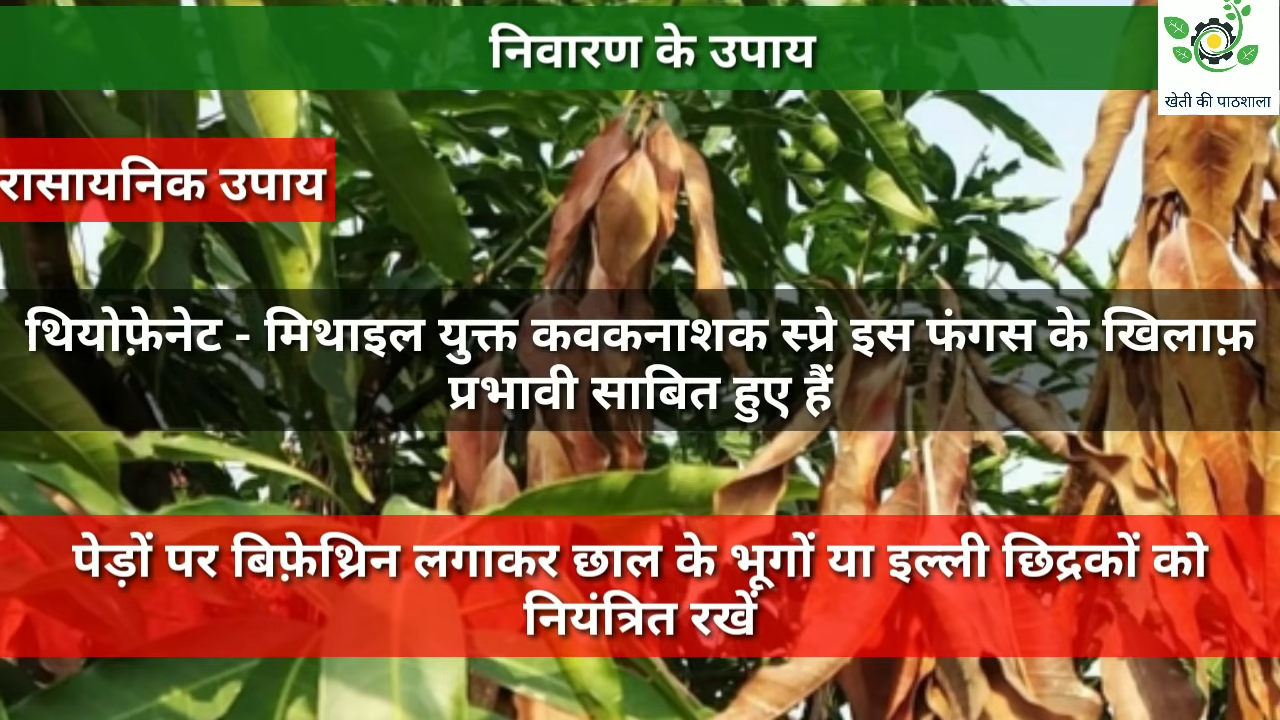 निवारण के उपाय
खेती की पाठशाला
रासायनिक उपाय
थियोफ़ेनेट - मिथाइल युक्त कवकनाशक स्प्रे इस फंगस के खिलाफ़
प्रभावी साबित हुए हैं
पेड़ों पर बिफ़ेथ्रिन लगाकर छाल के भूगों या इल्ली छिद्रकों को
नियंत्रित रखें